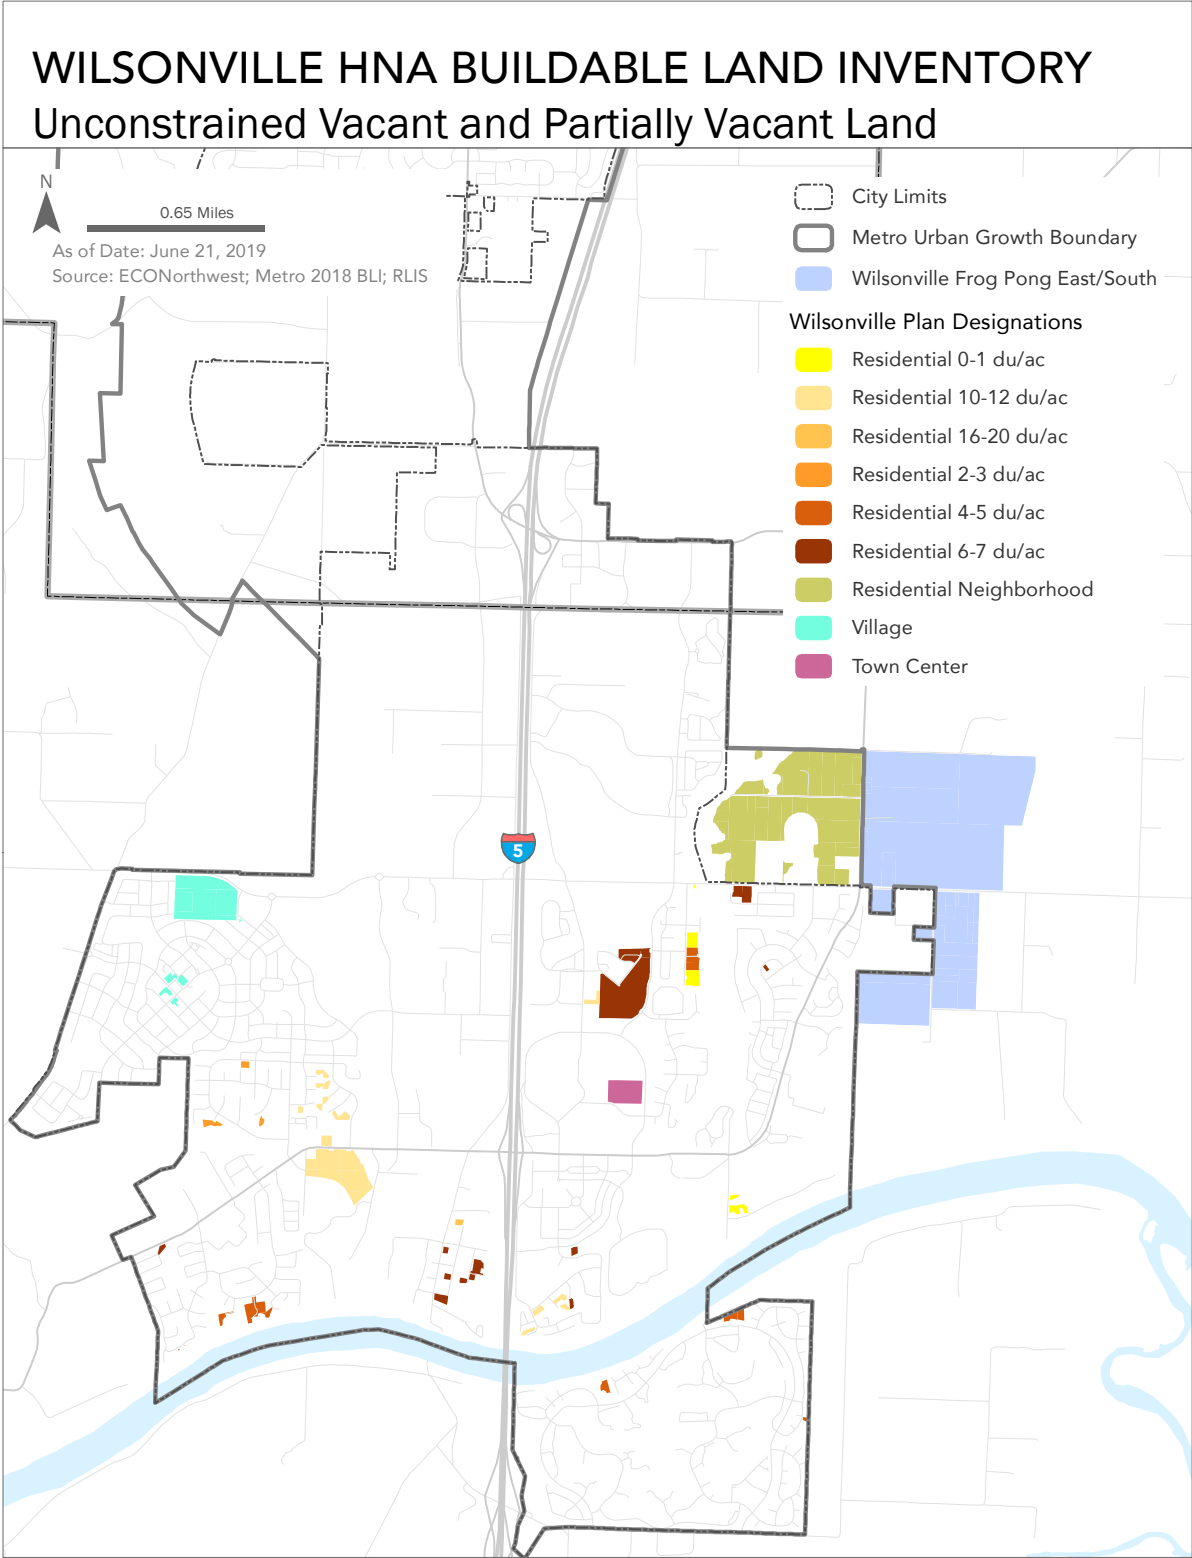 WILSONVILLE HNA BUILDABLE LAND INVENTORY
Unconstrained Vacant and Partially Vacant Land
N
0.65 Miles
As of Date: June 21, 2019
Source: ECONorthwest; Metro 2018 BLI; RLIS
City Limits
Metro Urban Growth Boundary
Wilsonville Frog Pong East/South
Wilsonville Plan Designations
Residential 0-1 du/ac
Residential 10-12 du/ac
Residential 16-20 du/ac
Residential 2-3 du/ac
Residential 4-5 du/ac
Residential 6-7 du/ac
Residential Neighborhood
Village
Town Center
5